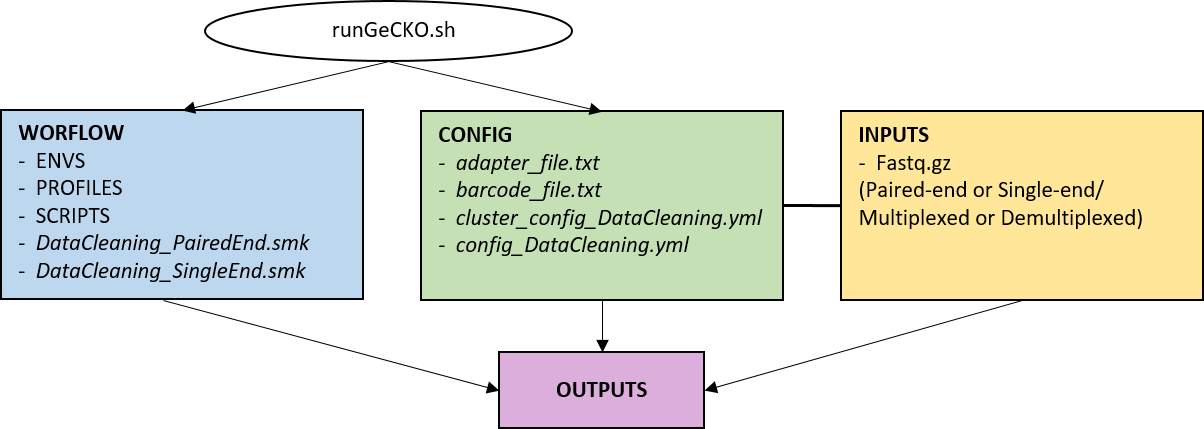 runGeCKO.sh
WORFLOW
- ENVS
- PROFILES
- SCRIPTS
- DataCleaning_PairedEnd.smk
- DataCleaning_SingleEnd.smk
CONFIG
- adapter_file.txt
- barcode_file.txt
- cluster_config_DataCleaning.yml
- config_DataCleaning.yml
INPUTS
- Fastq.gz
(Paired-end or Single-end/
Multiplexed or Demultiplexed)
OUTPUTS